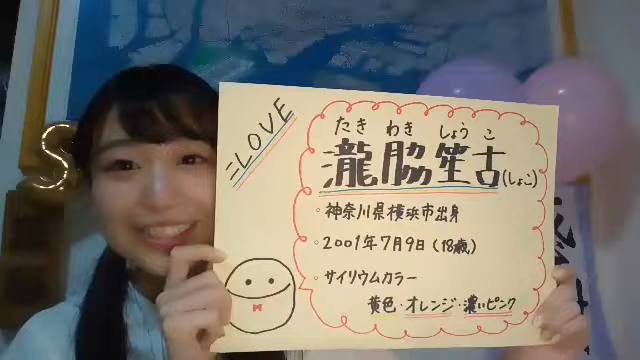 =LOVE
たき わき しょう こ
瀧脇笙古(しょこ)
・神奈川県横浜市出身
・2001年7月9日(18歳)
・サイリウムカラー
黄色・オレンジ・濃いピンク